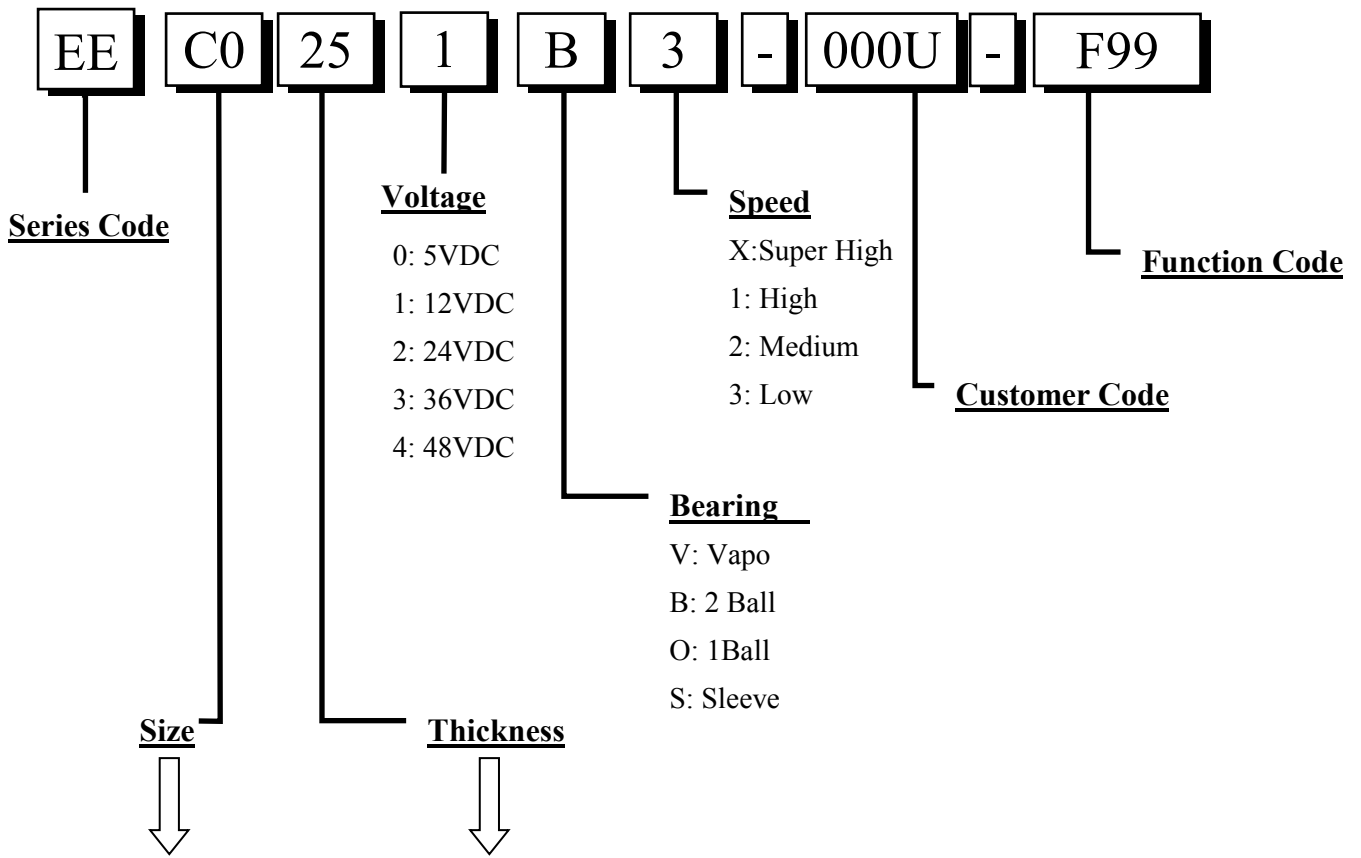 EE C0 25 1 B 3 - 000U - F99
Series Code
Voltage
0: 5VDC
1: 12VDC
2: 24VDC
3: 36VDC
4: 48VDC
Speed
X:Super High
1: High
2: Medium
3: Low
Function Code
Customer Code
Bearing
V: Vapo
B: 2 Ball
O: 1Ball
S: Sleeve
Size
Thickness